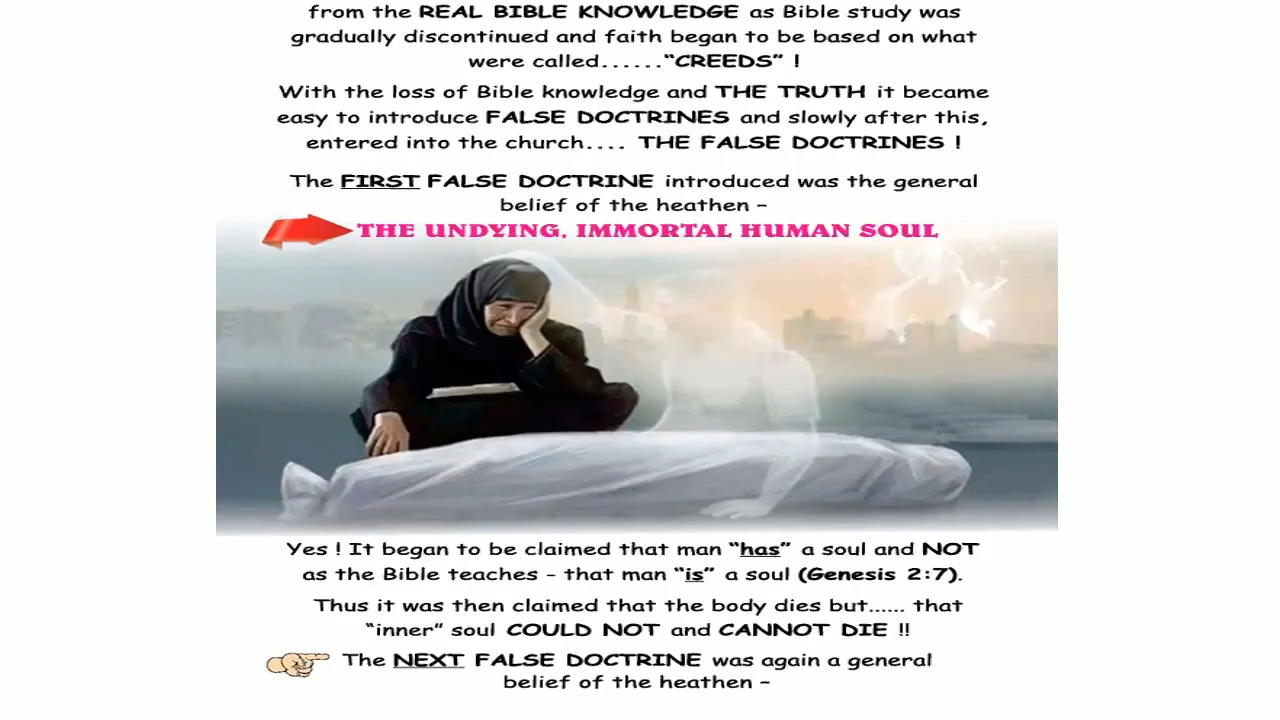 from the REAL BIBLE KNOWLEDGE as Bible study was
gradually discontinued and faith began to be based on what
were called......“CREEDS” !
With the loss of Bible knowledge and THE TRUTH it became
easy to introduce FALSE DOCTRINES and slowly after this,
entered into the church.... THE FALSE DOCTRINES !
The FIRST FALSE DOCTRINE introduced was the general
belief of the heathen –
THE UNDYING, IMMORTAL HUMAN SOUL
Yes ! It began to be claimed that man “has” a soul and NOT
as the Bible teaches - that man “is” a soul (Genesis 2:7).
Thus it was then claimed that the body dies but...... that
“inner” soul COULD NOT and CANNOT DIE !!
The NEXT FALSE DOCTRINE was again a general
belief of the heathen –